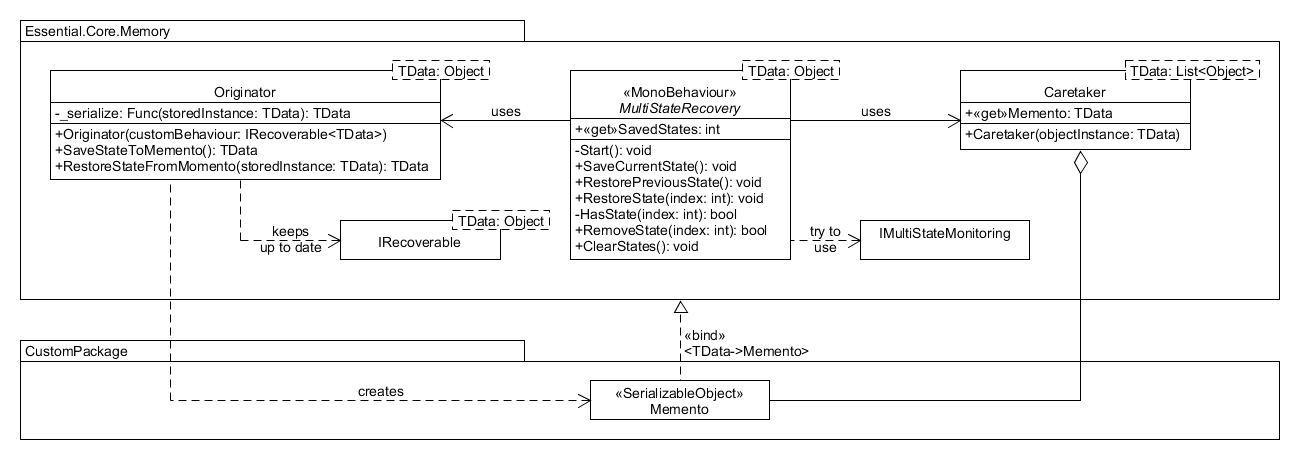 Essential.Core.Memory
TData: Object
Originator
-_serialize: Func(storedInstance: TData): TData
+Originator(customBehaviour: IRecoverable<TData>)
+SaveStateToMemento(): TData
+RestoreStateFromMomento(storedInstance: TData): TData
uses
TData: Object
«MonoBehaviour»
MultiStateRecovery
+«get»SavedStates: int
-Start(): void
+SaveCurrentState(): void
+RestorePreviousState(): void
+RestoreState(index: int): void
-HasState(index: int): bool
+RemoveState(index: int): bool
+ClearStates(): void
uses
TData: List<Object>
Caretaker
+«get»Memento: TData
+Caretaker(objectInstance: TData)
keeps
up to date
TData: Object
IRecoverable
try to
use
IMultiStateMonitoring
«bind»
<TData->Memento>
CustomPackage
creates
«SerializableObject»
Memento